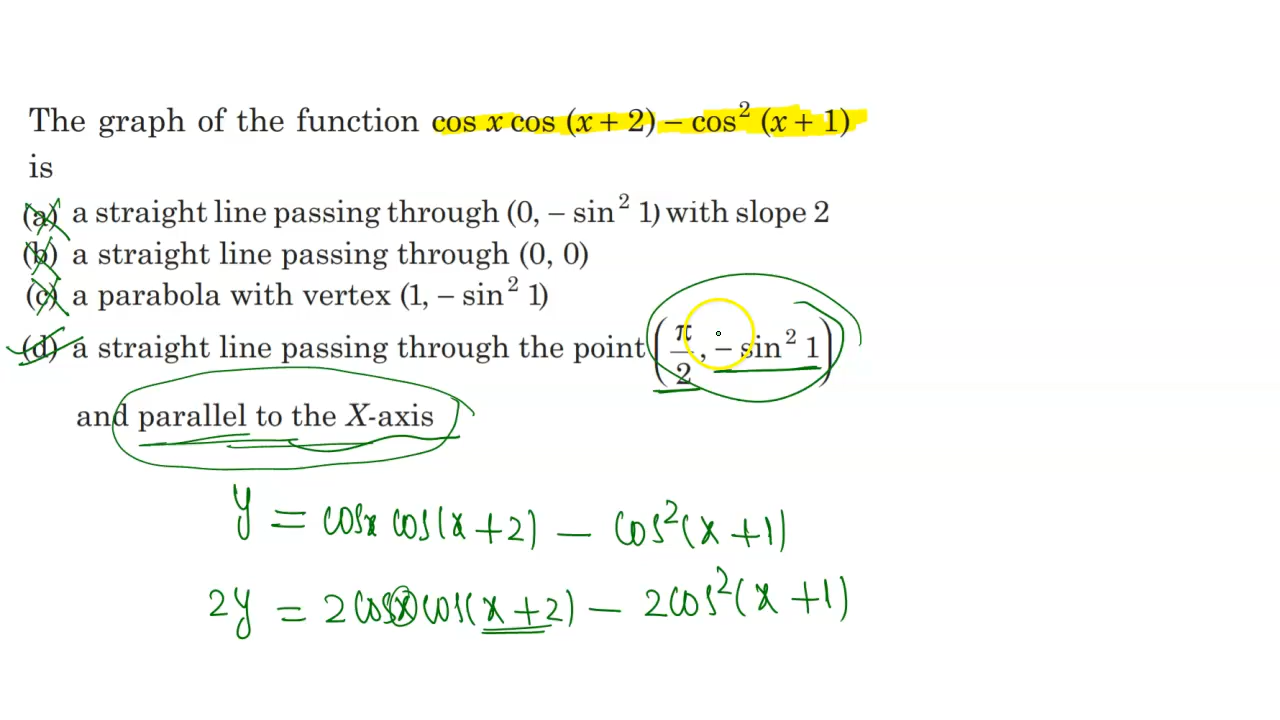 The graph of the function cos x cos (x + 2) – cos² (x + 1)
is
(a) a straight line passing through (0, – sin² 1) with slope 2
(b) a straight line passing through (0, 0)
(c) a parabola with vertex (1, – sin² 1)
(d) a straight line passing through the point (π/2, – sin² 1)
and parallel to the X-axis
y = cosx cos(x+2) – cos²(x+1)
2y = 2cosx cos(x+2) – 2cos²(x+1)